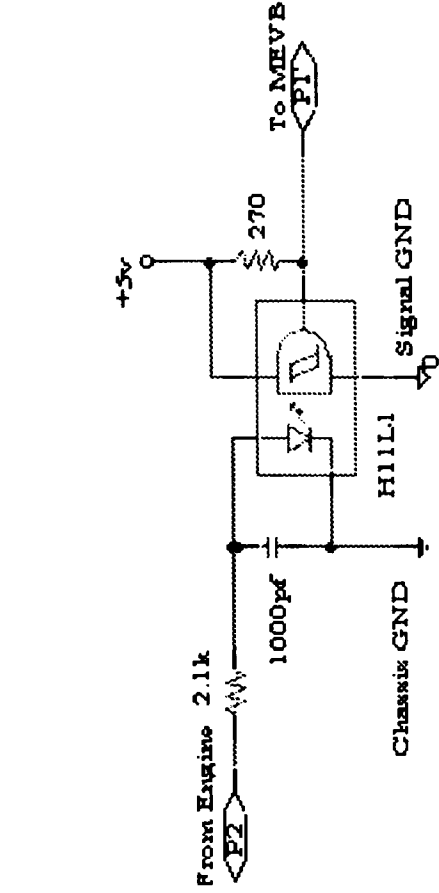 From Engine
P2
2.1k
1000pf
Chassis GND
+5v
270
H11L1
Signal GND
To MEVB
P1